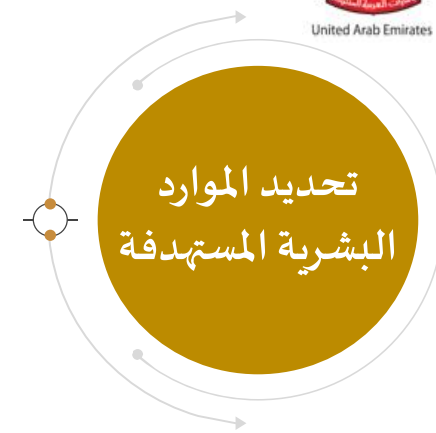 United Arab Emirates
تحديد الموارد
البشرية المستهدفة